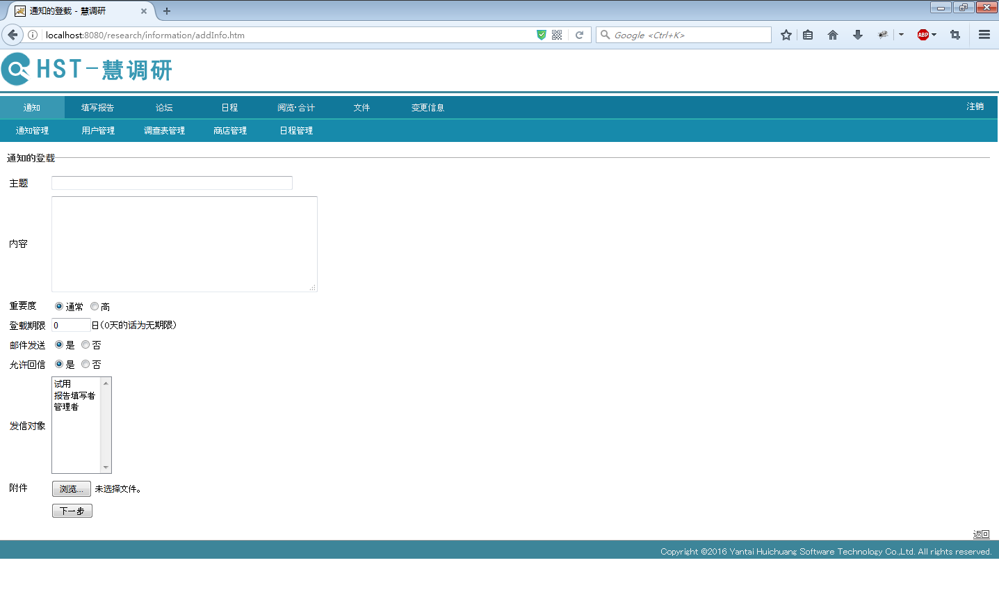 通知的登载 - 慧调研
localhost:8080/research/information/addInfo.htm
Google <Ctrl+K>
ABP
HST-慧调研
通知 填写报告 论坛 日程 阅览·合计 文件 变更信息 注销
通知管理 用户管理 调查表管理 商店管理 日程管理
通知的登载
主题
内容
重要度 通常 高
登载期限 0 日(0天的话为无期限)
邮件发送 是 否
允许回信 是 否
发信对象
试用
报告填写者
管理者
附件 浏览... 未选择文件。
下一步
返回
Copyright ©2016 Yantai Huichuang Software Technology Co.,Ltd. All rights reserved.